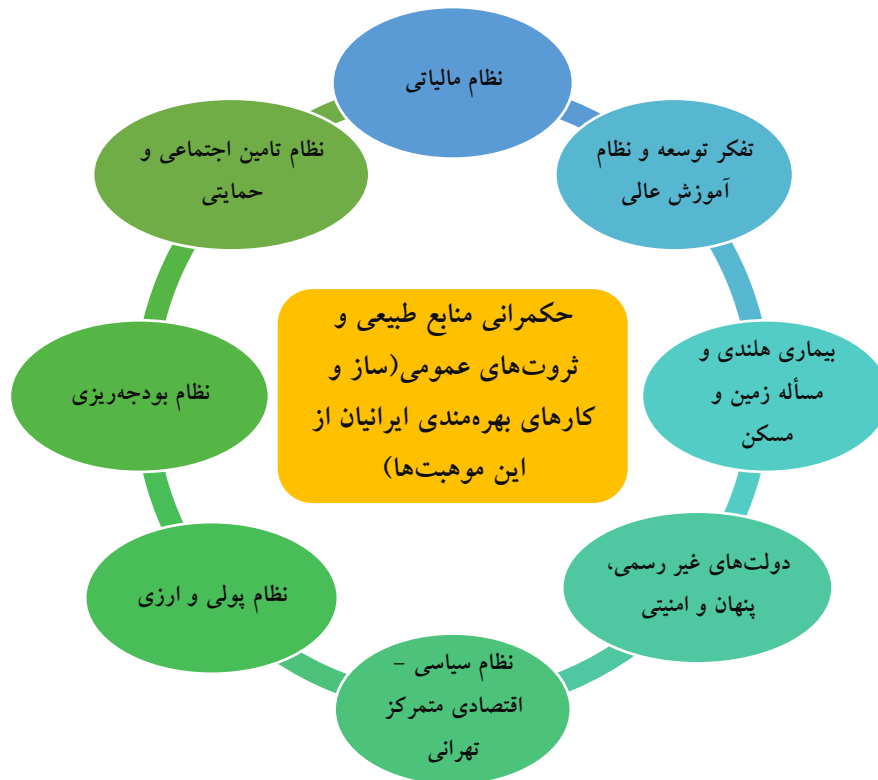 نظام مالیاتی
تفکر توسعه و نظام
آموزش عالی
بیماری هلندی و
مسأله زمین و
مسکن
دولت‌های غیر رسمی،
پنهان و امنیتی
نظام سیاسی –
اقتصادی متمرکز
تهرانی
نظام پولی و ارزی
نظام بودجه‌ریزی
نظام تامین اجتماعی و
حمایتی
حکمرانی منابع طبیعی و
ثروت‌های عمومی(ساز و
کارهای بهره‌مندی ایرانیان از
این موهبت‌ها)